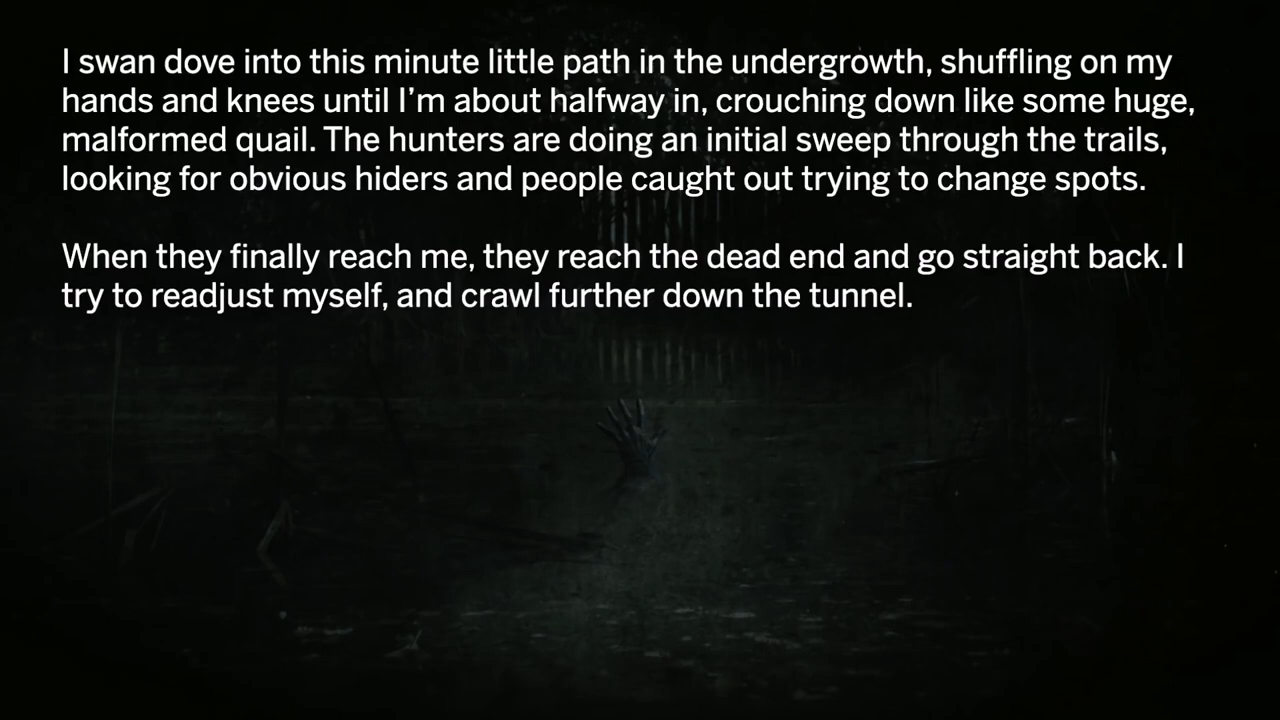 I swan dove into this minute little path in the undergrowth, shuffling on my
hands and knees until I’m about halfway in, crouching down like some huge,
malformed quail. The hunters are doing an initial sweep through the trails,
looking for obvious hiders and people caught out trying to change spots.
When they finally reach me, they reach the dead end and go straight back. I
try to readjust myself, and crawl further down the tunnel.